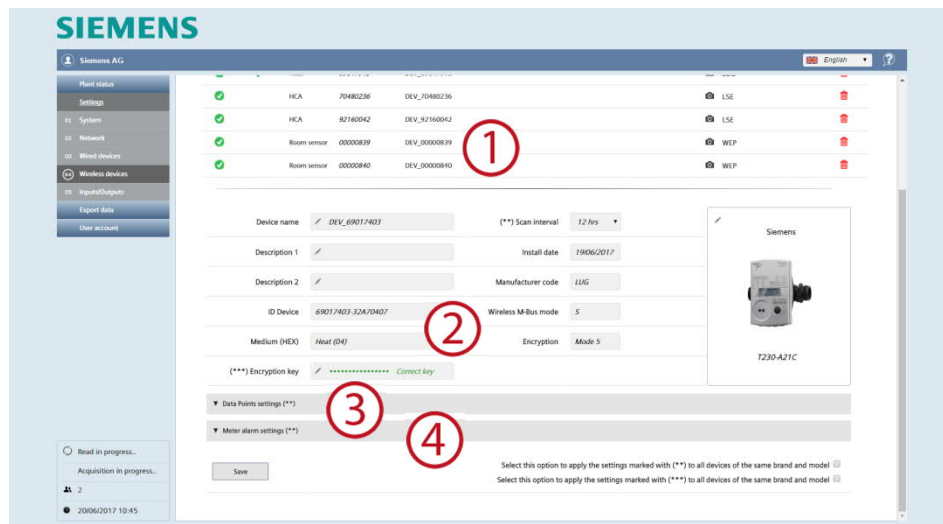 SIEMENS
Siemens AG
English
Plant status
Settings
01 System
02 Network
03 Wired devices
04 Wireless devices
05 Inputs/Outputs
Export data
User account
HCA 70480236 DEV_70480236 LSE
HCA 92160042 DEV_92160042 LSE
Room sensor 00000839 DEV_00000839 WEP
Room sensor 00000840 DEV_00000840 WEP
1
Device name DEV_69017403 (**) Scan interval 12 hrs
Description 1 Install date 19/06/2017
Description 2 Manufacturer code LUG
ID Device 69017403-32A70407 Wireless M-Bus mode S
Medium (HEX) Heat (04) Encryption Mode 5
(***) Encryption key **************** Correct key
2
Siemens
T230-A21C
▼ Data Points settings (**)
3
▼ Meter alarm settings (**)
4
Save
Select this option to apply the settings marked with (**) to all devices of the same brand and model
Select this option to apply the settings marked with (***) to all devices of the same brand and model
Read in progress..
Acquisition in progress..
2
20/06/2017 10:45